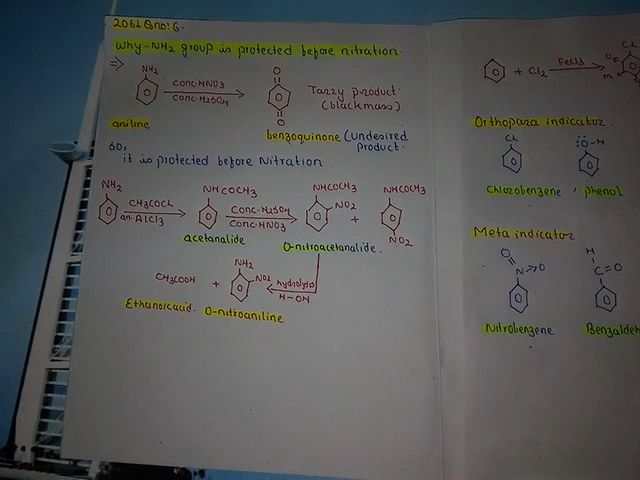 2061 Q.no: 6.
Why -NH2 group is protected before nitration.
⇒
NH2
Conc. HNO3
Conc. H2SO4
O
O
Tarry product
(blackmass)
aniline
benzoquinone (undesired
product.
so,
it is protected before Nitration
NH2
CH3COCl
an. AlCl3
NHCOCH3
Conc. H2SO4
Conc. HNO3
NHCOCH3
NO2
+
NHCOCH3
NO2
acetanalide
O-nitroacetanalide.
CH3COOH + NH2
NO2
hydrolysis
H-OH
Ethanoicacid. O-nitroaniline
+ Cl2
FeCl3
Cl
Orthopara indicator.
Cl
:Ö-H
Chlorobenzene , phenol
Meta indicator
O
N→O
H
C=O
Nitrobenzene
Benzaldeh